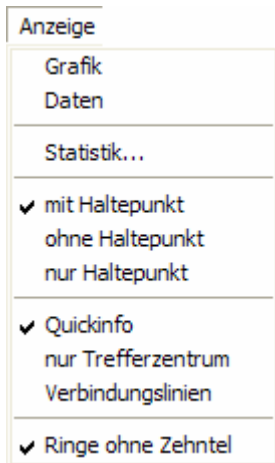 Anzeige
Grafik
Daten
Statistik...
mit Haltepunkt
ohne Haltepunkt
nur Haltepunkt
Quickinfo
nur Trefferzentrum
Verbindungslinien
Ringe ohne Zehntel